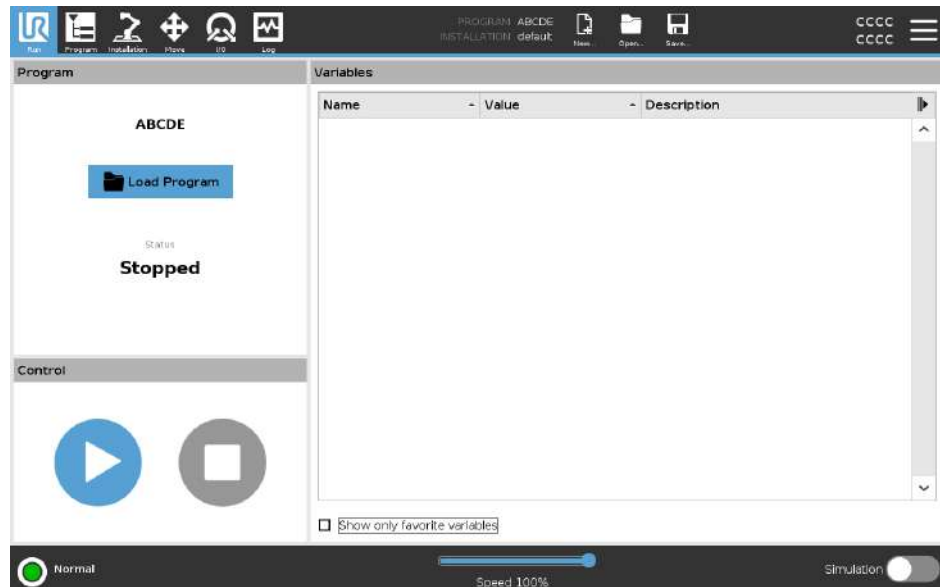 UR
Run
Program
Installation
Move
I/O
Log
PROGRAM ABCDE
INSTALLATION default
New...
Open...
Save...
CCCC
CCCC
Program
ABCDE
Load Program
Status
Stopped
Control
Variables
Name
Value
Description
Show only favorite variables
Normal
Speed 100%
Simulation